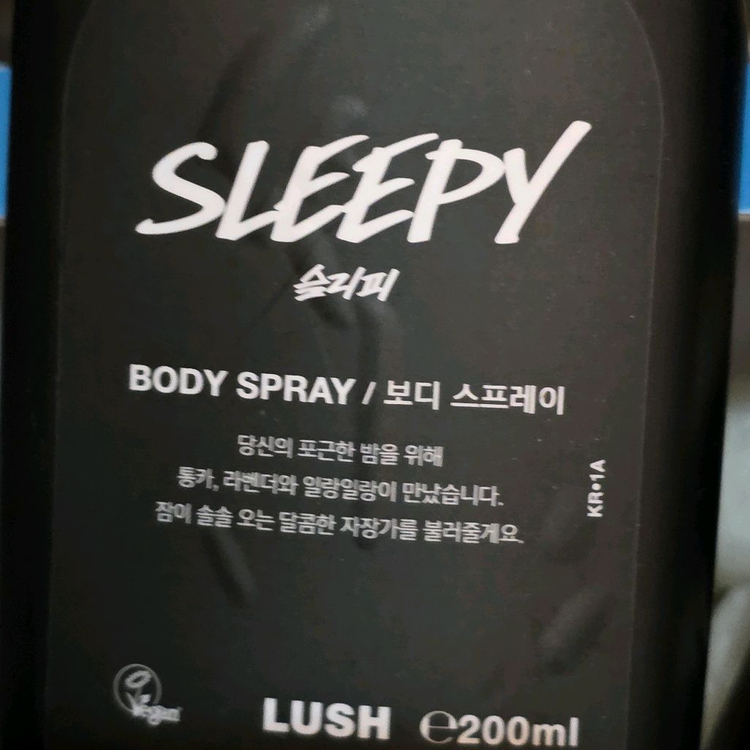 SLEEPY
슬리피
BODY SPRAY / 보디 스프레이
당신의 포근한 밤을 위해
통카, 라벤더와 일랑일랑이 만났습니다.
잠이 솔솔 오는 달콤한 자장가를 불러줄게요.
KR•1A
Vegan
LUSH ℮200ml